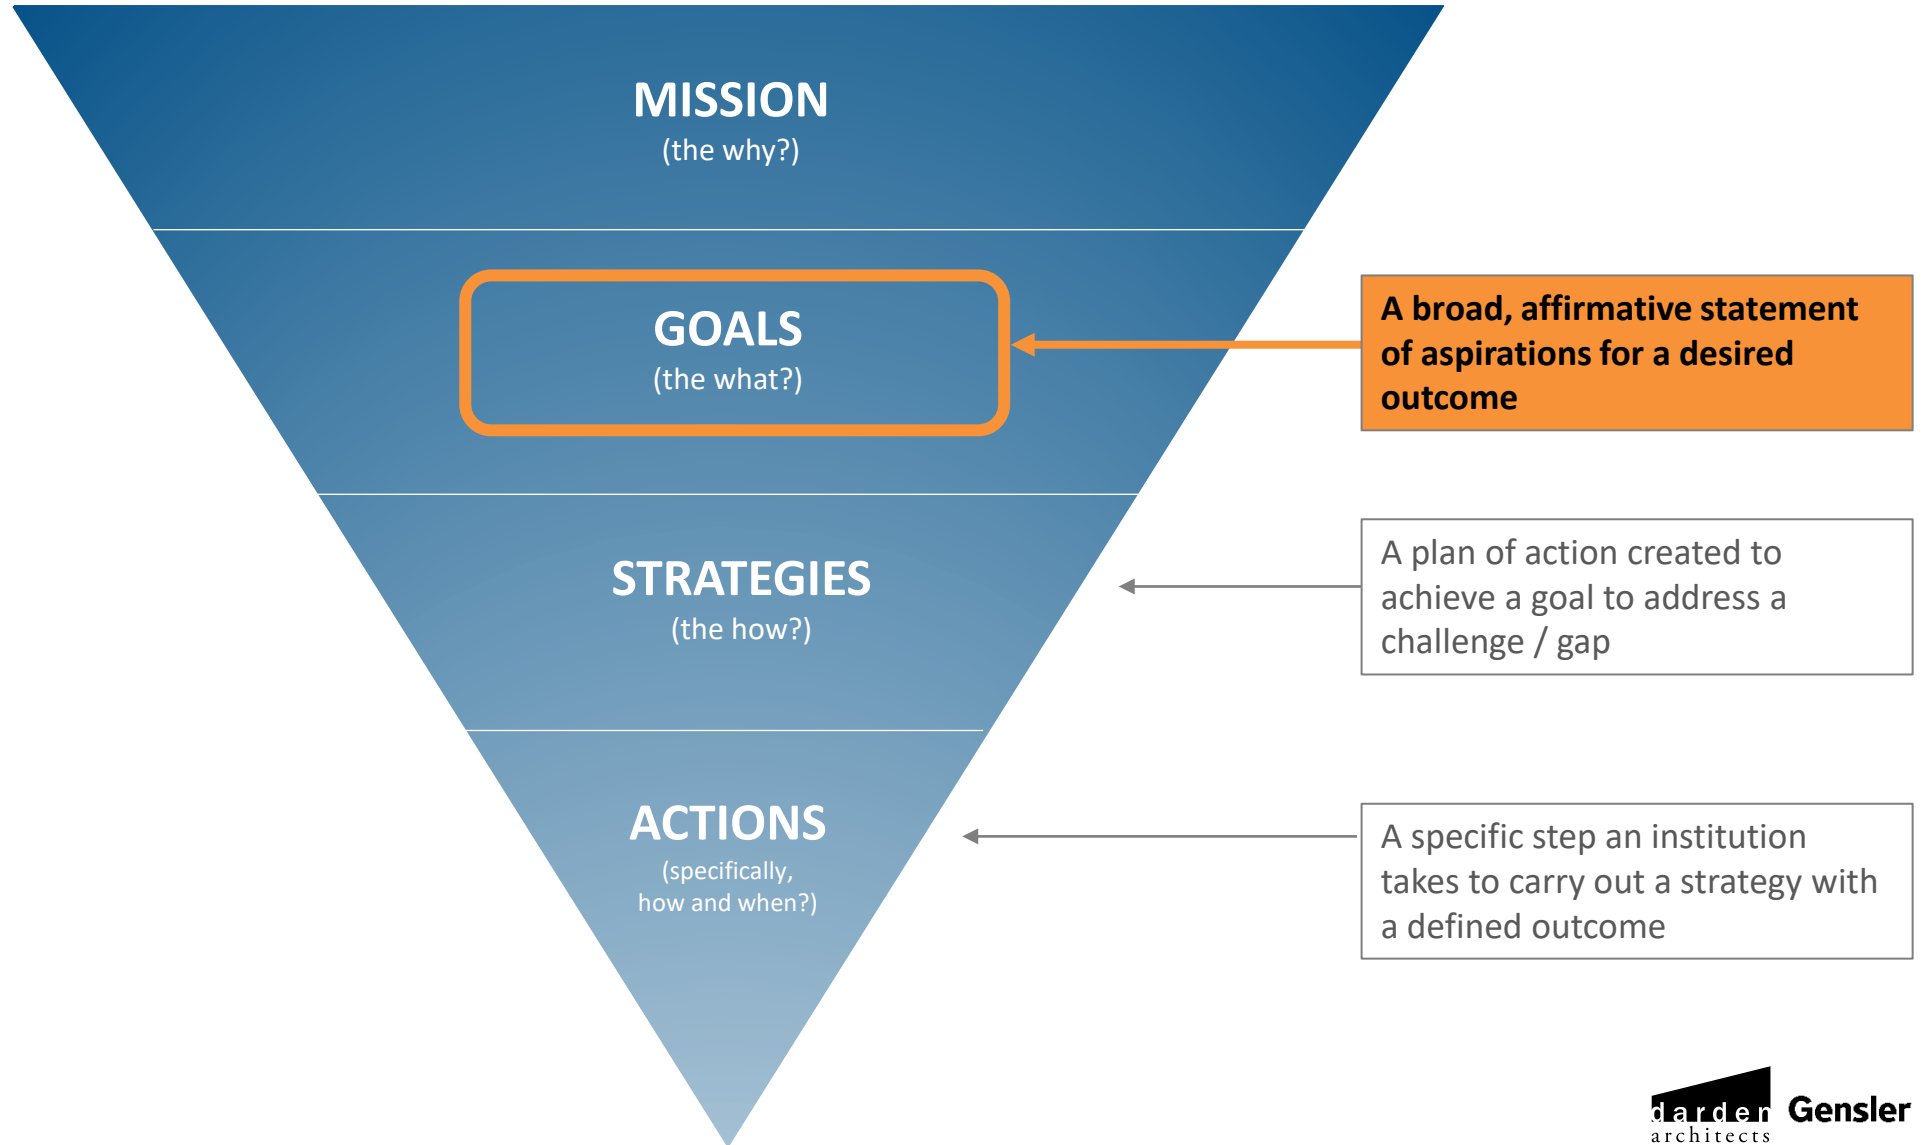 MISSION
(the why?)
GOALS
(the what?)
A broad, affirmative statement
of aspirations for a desired
outcome
STRATEGIES
(the how?)
A plan of action created to
achieve a goal to address a
challenge / gap
ACTIONS
(specifically,
how and when?)
A specific step an institution
takes to carry out a strategy with
a defined outcome
darden
architects
Gensler